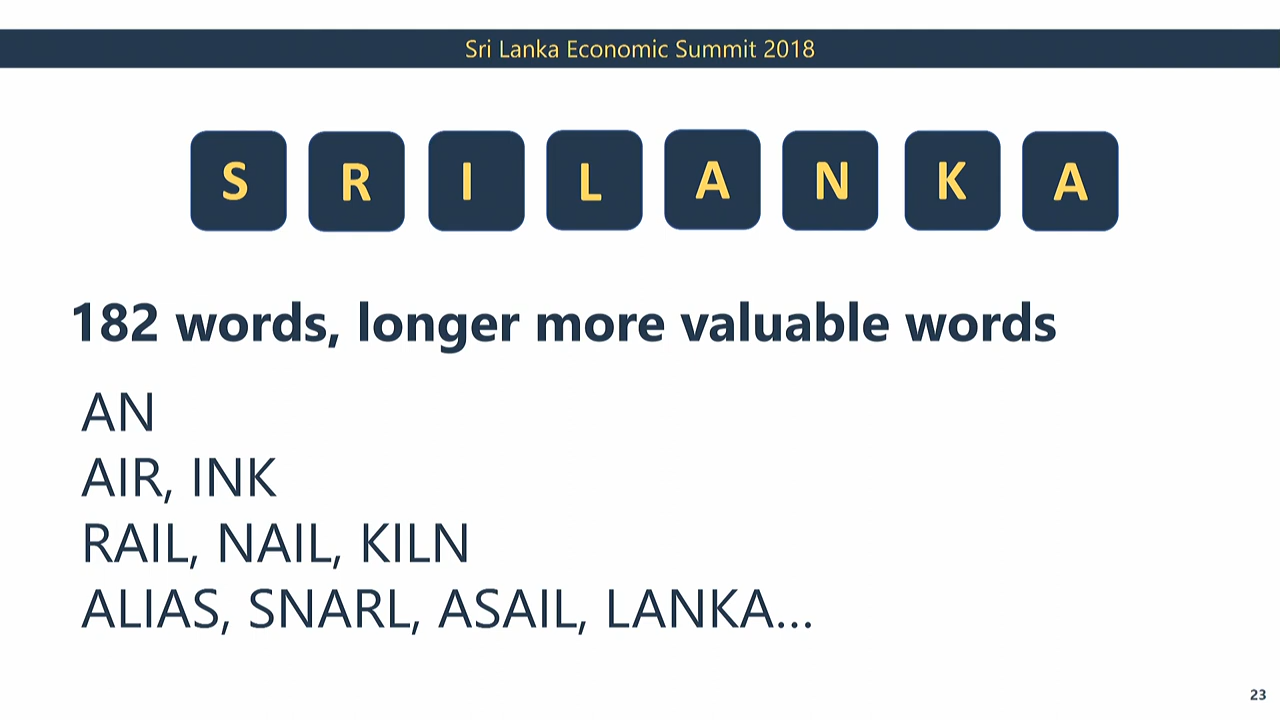 Sri Lanka Economic Summit 2018
S R I L A N K A
182 words, longer more valuable words
AN
AIR, INK
RAIL, NAIL, KILN
ALIAS, SNARL, ASAIL, LANKA...
23